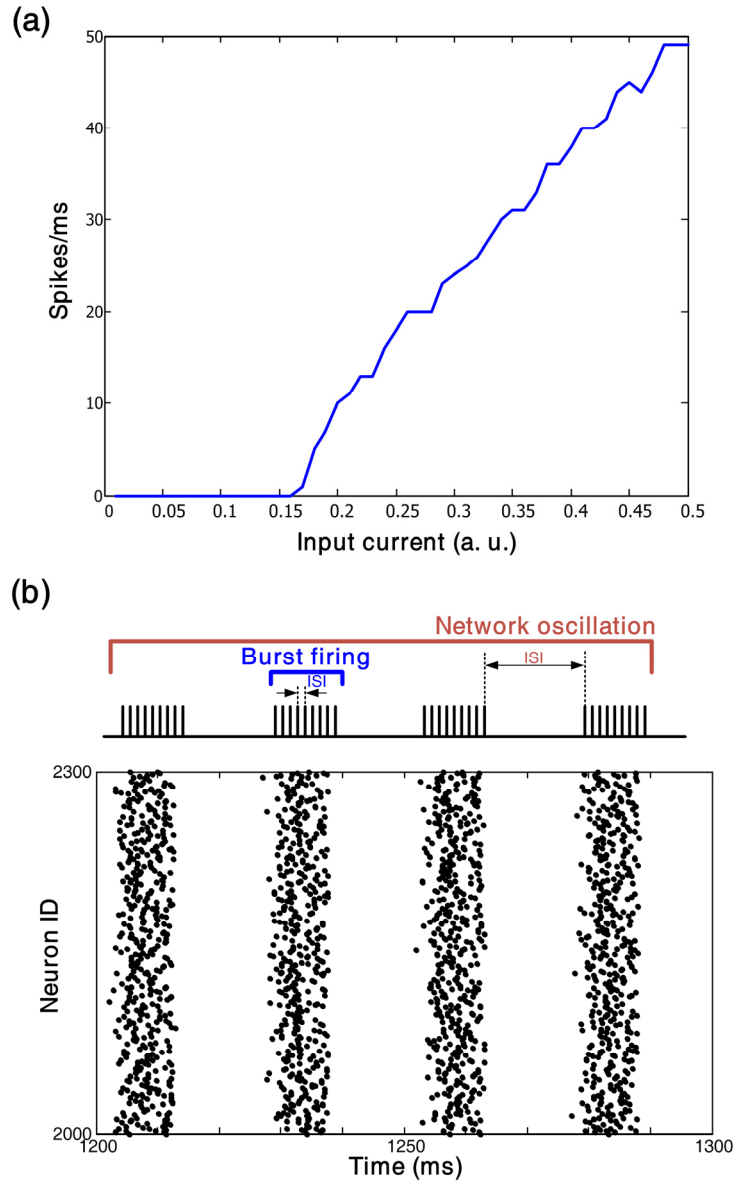 (a)
50
40
30
20
10
0
Spikes/ms
0 0.05 0.1 0.15 0.2 0.25 0.3 0.35 0.4 0.45 0.5
Input current (a. u.)
(b)
Network oscillation
Burst firing
ISI
ISI
2300
Neuron ID
2000
1200 1250 1300
Time (ms)